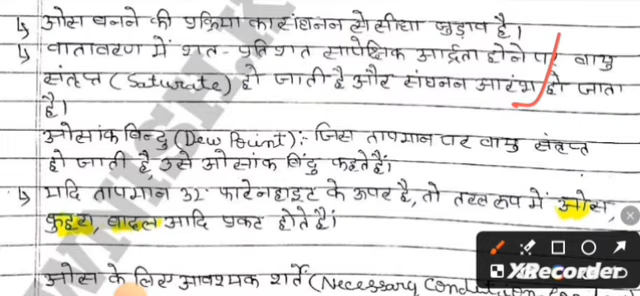 ↳ ओस बनने की प्रक्रिया का संघनन से सीधा जुड़ाव है।
↳ वातावरण में शत-प्रतिशत सापेक्षिक आर्द्रता होने पर वायु
संतृप्त (Saturate) हो जाती है और संघनन आरंभ हो जाता
है।
ओसांक बिन्दु (Dew Point):- जिस तापमान पर वायु संतृप्त
हो जाती है, उसे ओसांक बिंदु कहते हैं।
↳ यदि तापमान 32° फारेनहाइट के ऊपर है, तो तरल रूप में ओस,
कुहरा, बादल आदि प्रकट होते हैं।
ओस के लिए आवश्यक शर्तें (Necessary
XRecorder